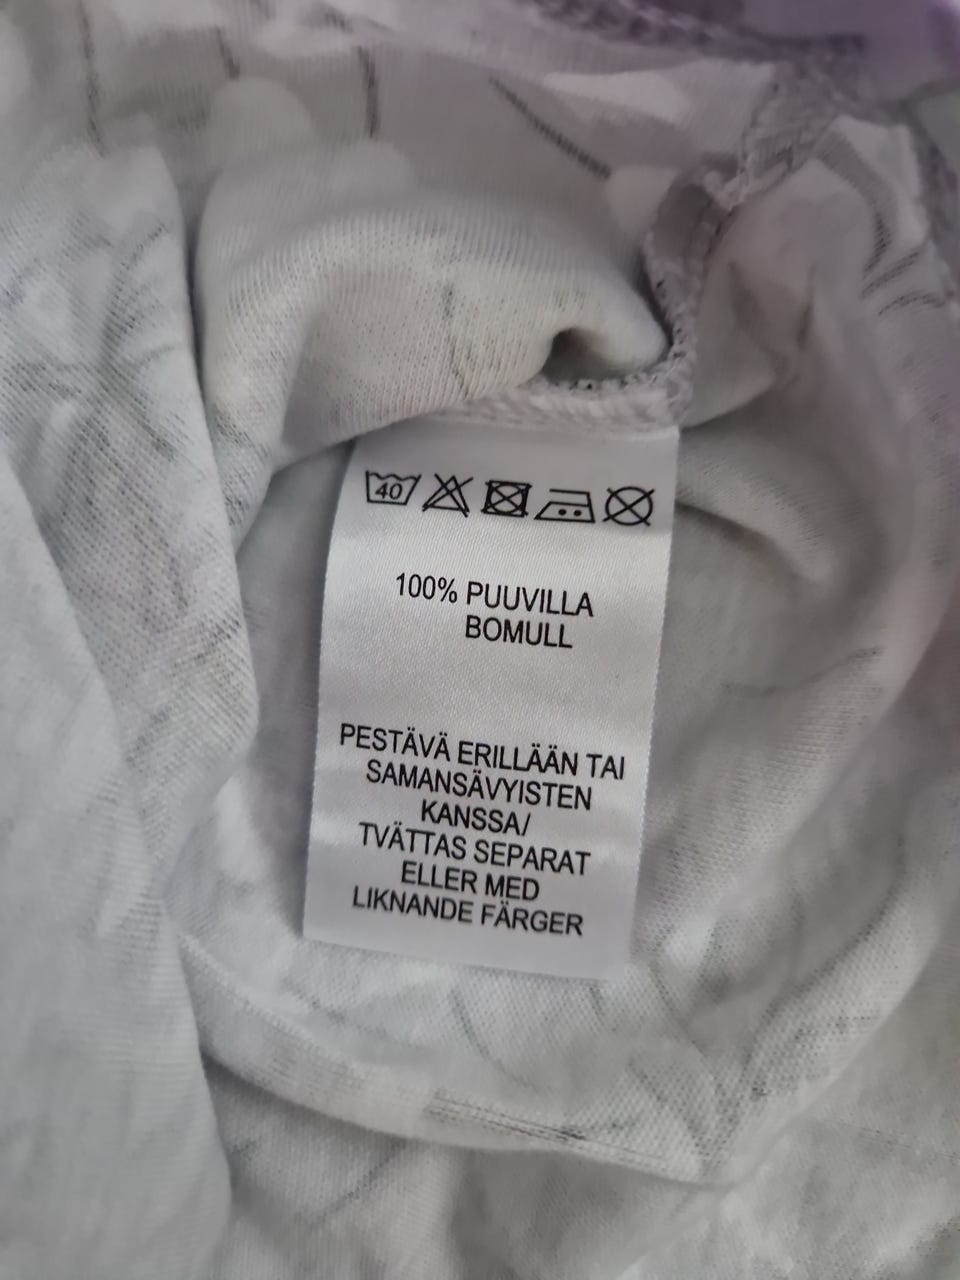 40
100% PUUVILLA
BOMULL
PESTÄVÄ ERILLÄÄN TAI
SAMANSÄVYISTEN
KANSSA/
TVÄTTAS SEPARAT
ELLER MED
LIKNANDE FÄRGER